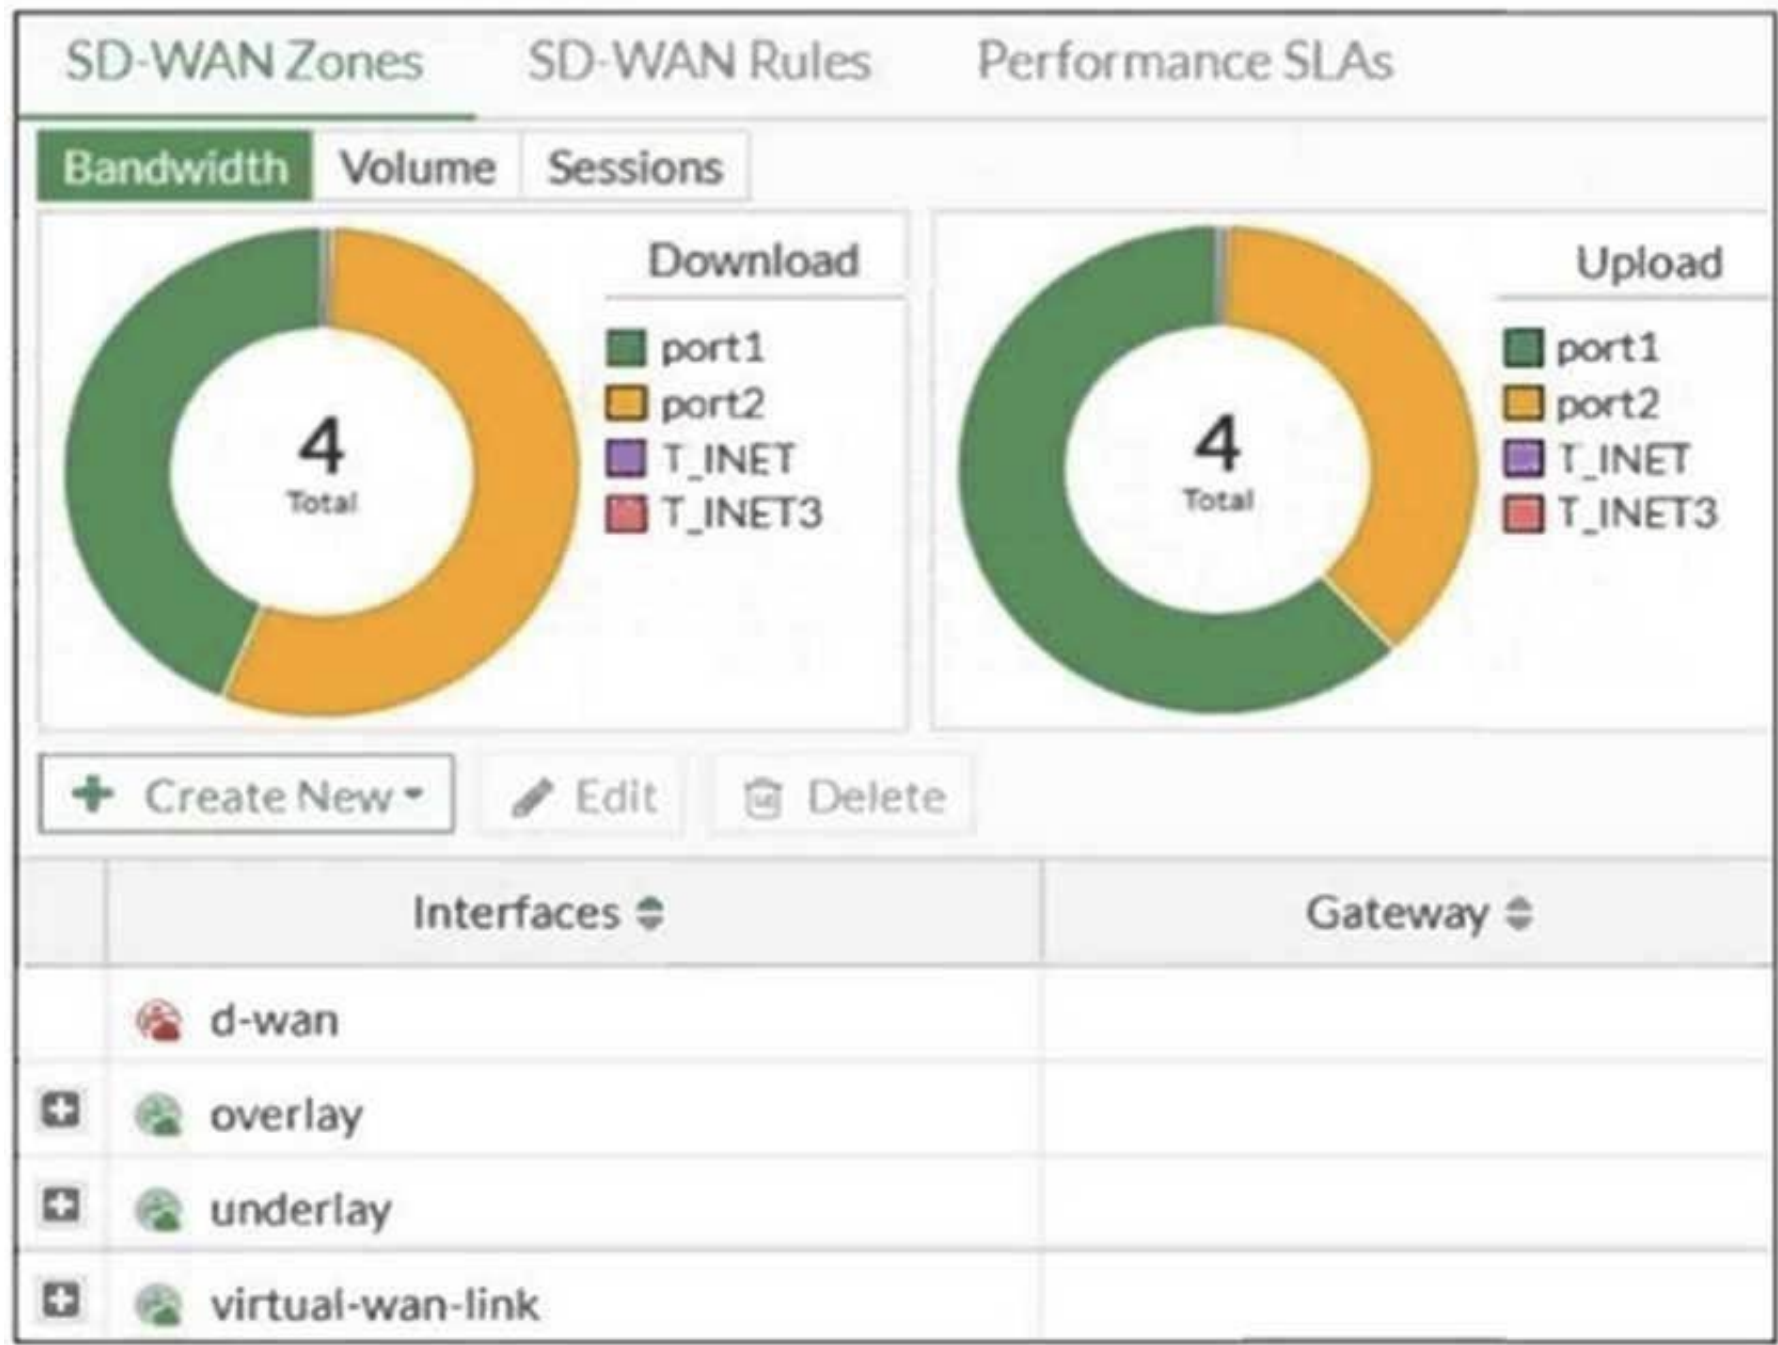 SD-WAN Zones SD-WAN Rules Performance SLAs
Bandwidth Volume Sessions
Download
port1
port2
T_INET
T_INET3
4
Total
Upload
port1
port2
T_INET
T_INET3
4
Total
Create New Edit Delete
Interfaces Gateway
d-wan
overlay
underlay
virtual-wan-link